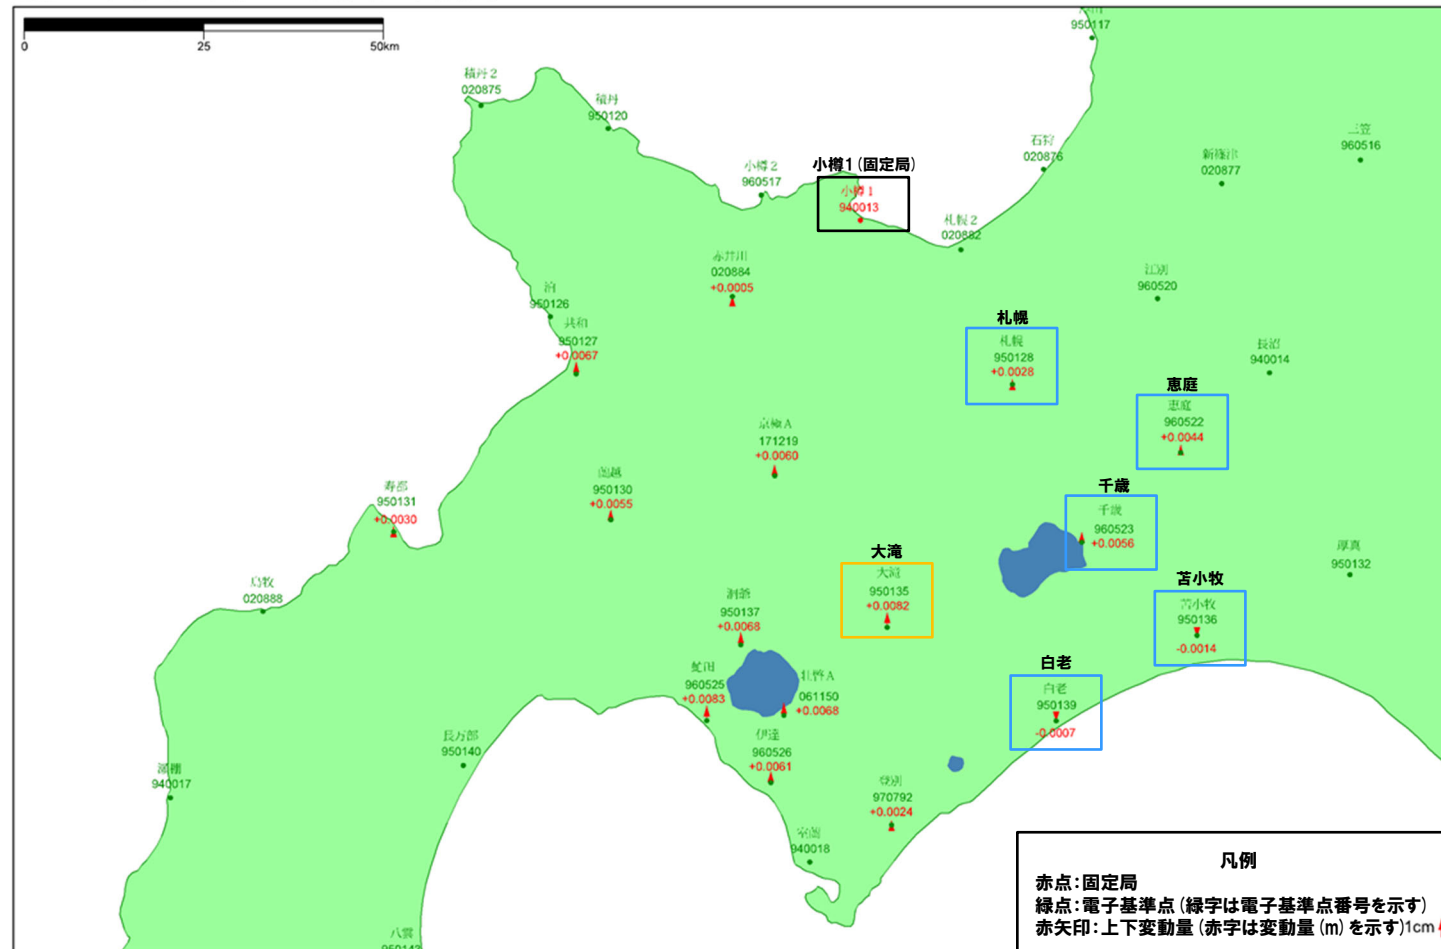 0
25
50km
950117
積丹2
020875
積丹
950120
小樽2
960517
小樽1(固定局)
小樽1
940013
石狩
020876
新篠津
020877
三笠
960516
札幌2
020882
赤井川
020884
+0.0005
江別
960520
泊
950126
共和
950127
+0.0067
札幌
札幌
950128
+0.0028
長沼
940014
恵庭
恵庭
960522
+0.0044
京極A
171219
+0.0060
蘭越
950130
+0.0055
寿都
950131
+0.0030
千歳
千歳
960523
+0.0056
厚真
950132
大滝
大滝
950135
+0.0082
苫小牧
苫小牧
950136
-0.0014
島牧
020888
洞爺
950137
+0.0068
虻田
960525
+0.0083
壮瞥A
061150
+0.0068
白老
白老
950139
-0.0007
伊達
960526
+0.0061
長万部
950140
瀬棚
940017
登別
970792
+0.0024
室蘭
940018
八雲
凡例
赤点:固定局
緑点:電子基準点(緑字は電子基準点番号を示す)
赤矢印:上下変動量(赤字は変動量(m)を示す)1cm